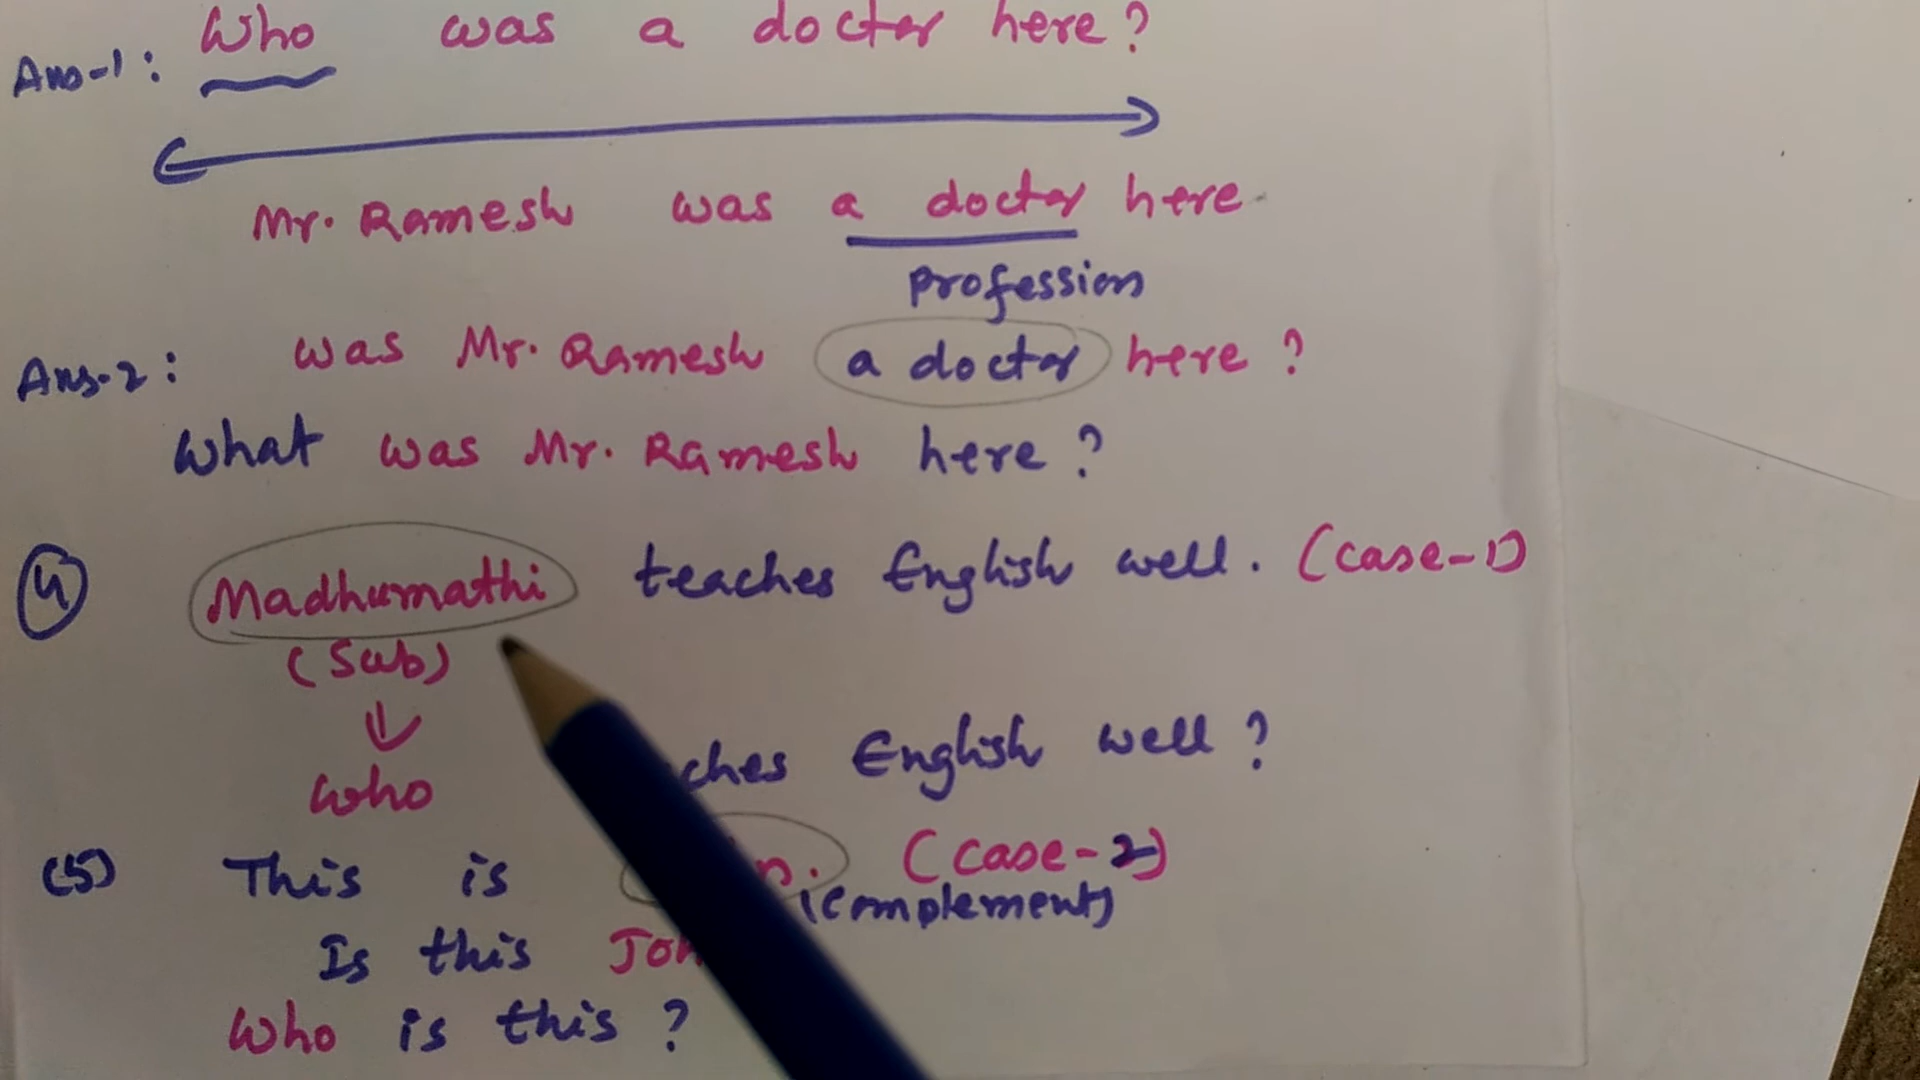 Ans-1: Who was a doctor here?
Mr. Ramesh was a doctor here
Profession
Ans-2: was Mr. Ramesh a doctor here?
What was Mr. Ramesh here?
4 Madhumathi teaches English well. (case-1)
(Sub)
Who ches English well?
(5) This is (case-2)
(complement)
Is this Joh
Who is this?